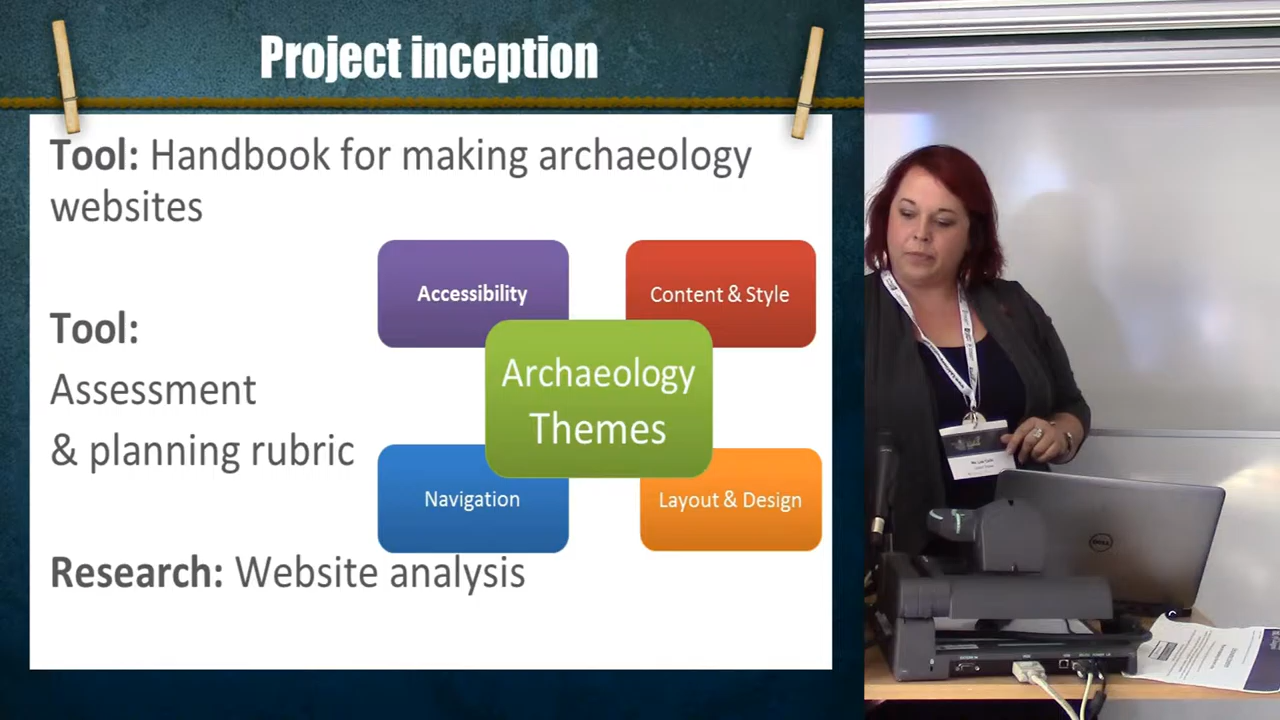 Project inception
Tool: Handbook for making archaeology
websites
Accessibility
Content & Style
Tool:
Archaeology
Themes
Assessment
& planning rubric
Navigation
Layout & Design
Research: Website analysis
DELL